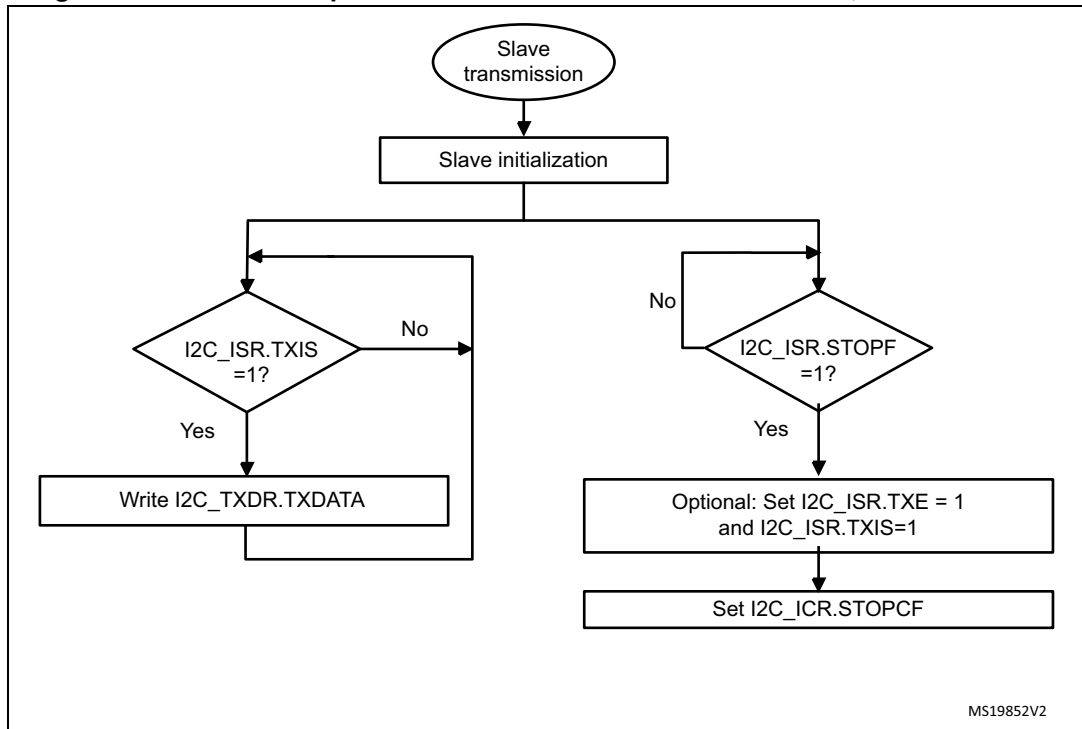 Slave
transmission
Slave initialization
I2C_ISR.TXIS
=1?
No
Yes
Write I2C_TXDR.TXDATA
No
I2C_ISR.STOPF
=1?
Yes
Optional: Set I2C_ISR.TXE = 1
and I2C_ISR.TXIS=1
Set I2C_ICR.STOPCF
MS19852V2